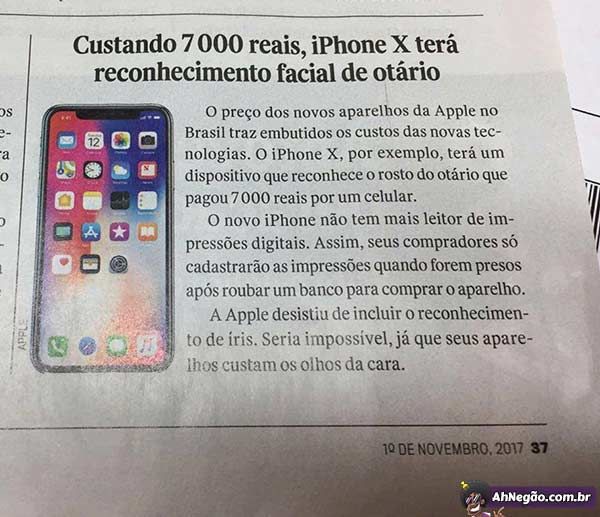 Custando 7 000 reais, iPhone X terá
reconhecimento facial de otário
O preço dos novos aparelhos da Apple no
Brasil traz embutidos os custos das novas tec-
nologias. O iPhone X, por exemplo, terá um
dispositivo que reconhece o rosto do otário que
pagou 7 000 reais por um celular.
O novo iPhone não tem mais leitor de im-
pressões digitais. Assim, seus compradores só
cadastrarão as impressões quando forem presos
após roubar um banco para comprar o aparelho.
A Apple desistiu de incluir o reconhecimen-
to de íris. Seria impossível, já que seus apare-
lhos custam os olhos da cara.
APPLE
12
os
e-
ra
o
o
1º DE NOVEMBRO, 2017 37
AhNegão.com.br